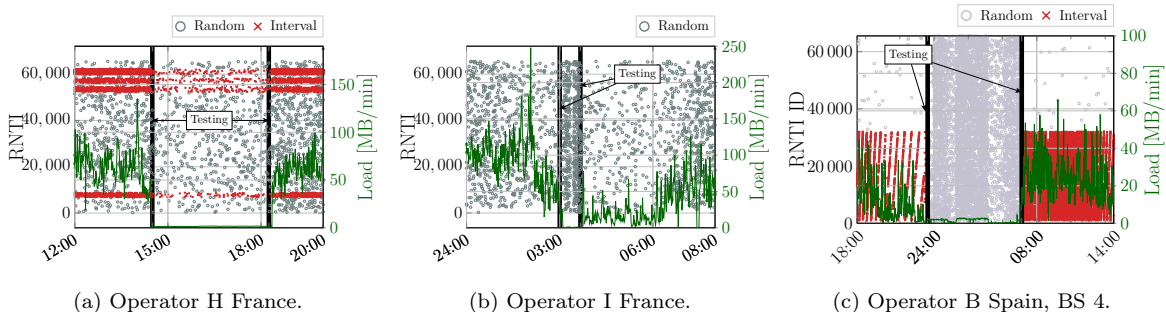 Random Interval
60,000
40,000
20,000
0
RNTI
Testing
150
100
50
0
Load [MB/min]
12:00 15:00 18:00 20:00
(a) Operator H France.
Random
60,000
40,000
20,000
0
RNTI
Testing
250
200
150
100
50
0
Load [MB/min]
24:00 03:00 06:00 08:00
(b) Operator I France.
Random Interval
60 000
40 000
20 000
0
RNTI ID
Testing
100
80
60
40
20
0
Load [MB/min]
18:00 24:00 08:00 14:00
(c) Operator B Spain, BS 4.